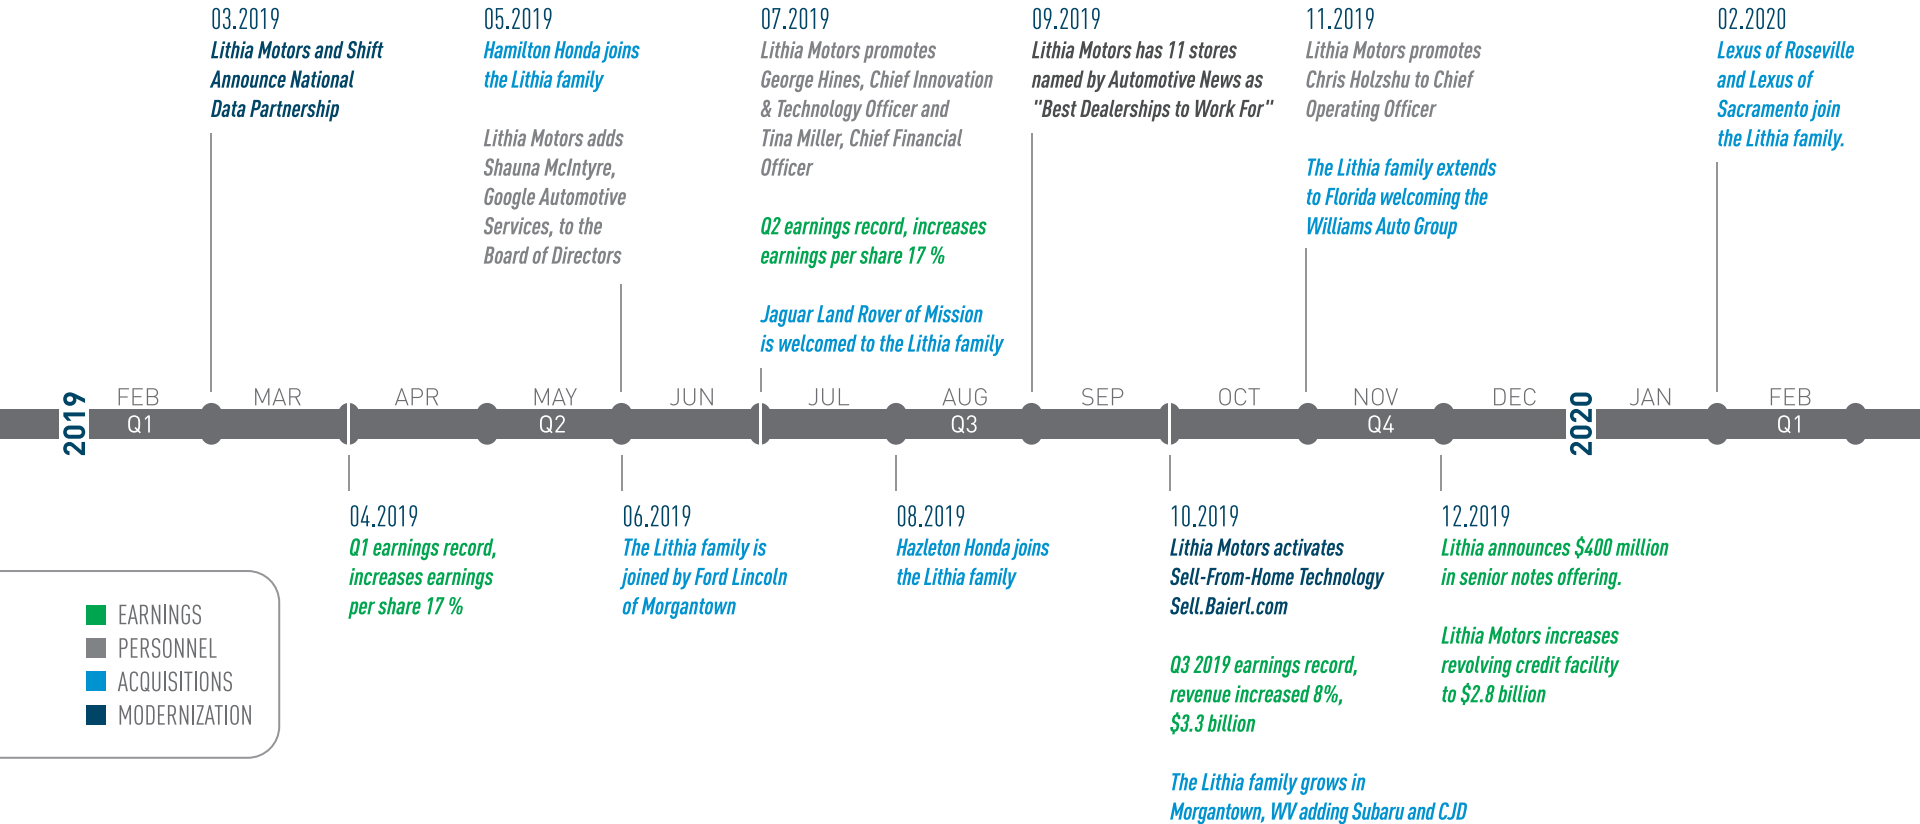 03.2019
Lithia Motors and Shift
Announce National
Data Partnership
05.2019
Hamilton Honda joins
the Lithia family
Lithia Motors adds
Shauna McIntyre,
Google Automotive
Services, to the
Board of Directors
07.2019
Lithia Motors promotes
George Hines, Chief Innovation
& Technology Officer and
Tina Miller, Chief Financial
Officer
Q2 earnings record, increases
earnings per share 17 %
Jaguar Land Rover of Mission
is welcomed to the Lithia family
09.2019
Lithia Motors has 11 stores
named by Automotive News as
"Best Dealerships to Work For"
11.2019
Lithia Motors promotes
Chris Holzshu to Chief
Operating Officer
The Lithia family extends
to Florida welcoming the
Williams Auto Group
02.2020
Lexus of Roseville
and Lexus of
Sacramento join
the Lithia family.
2019
FEB
MAR
APR
MAY
JUN
JUL
AUG
SEP
OCT
NOV
DEC
2020
JAN
FEB
Q1
Q2
Q3
Q4
Q1
04.2019
Q1 earnings record,
increases earnings
per share 17 %
06.2019
The Lithia family is
joined by Ford Lincoln
of Morgantown
08.2019
Hazleton Honda joins
the Lithia family
10.2019
Lithia Motors activates
Sell-From-Home Technology
Sell.Baierl.com
Q3 2019 earnings record,
revenue increased 8%,
$3.3 billion
The Lithia family grows in
Morgantown, WV adding Subaru and CJD
12.2019
Lithia announces $400 million
in senior notes offering.
Lithia Motors increases
revolving credit facility
to $2.8 billion
EARNINGS
PERSONNEL
ACQUISITIONS
MODERNIZATION